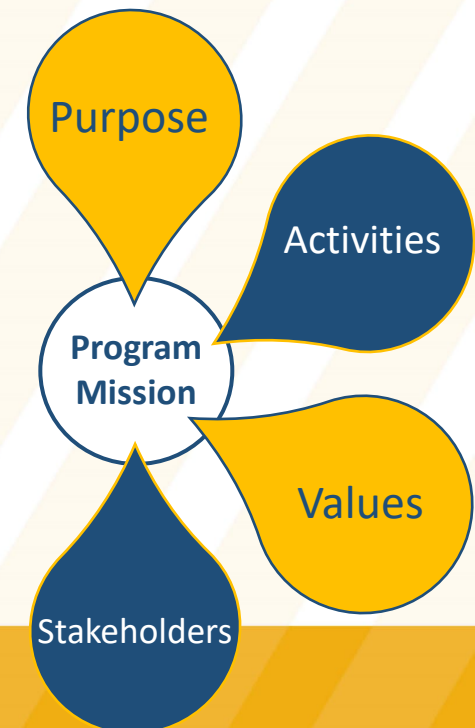 Purpose
Activities
Program
Mission
Values
Stakeholders